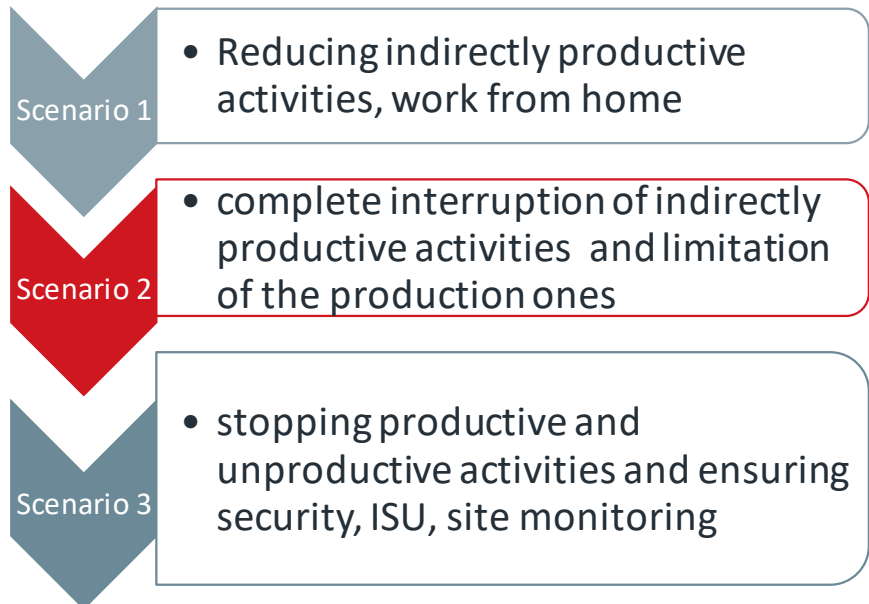 Scenario 1
• Reducing indirectly productive
activities, work from home
Scenario 2
• complete interruption of indirectly
productive activities and limitation
of the production ones
Scenario 3
• stopping productive and
unproductive activities and ensuring
security, ISU, site monitoring